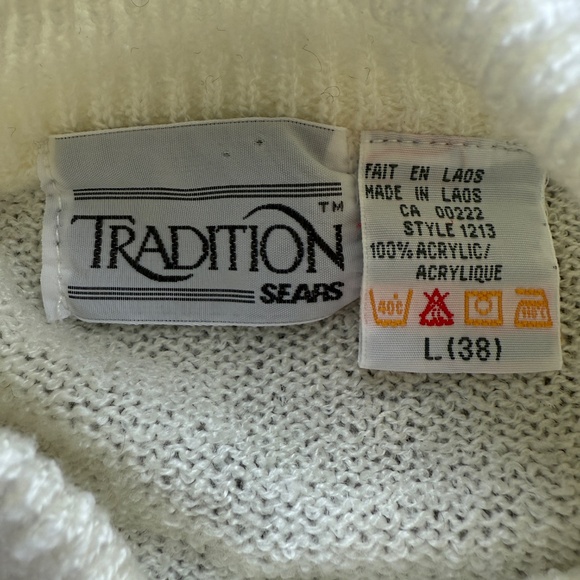 TRADITION™
SEARS
FAIT EN LAOS
MADE IN LAOS
CA 00222
STYLE 1213
100% ACRYLIC/
ACRYLIQUE
40°C 110°C
L (38)